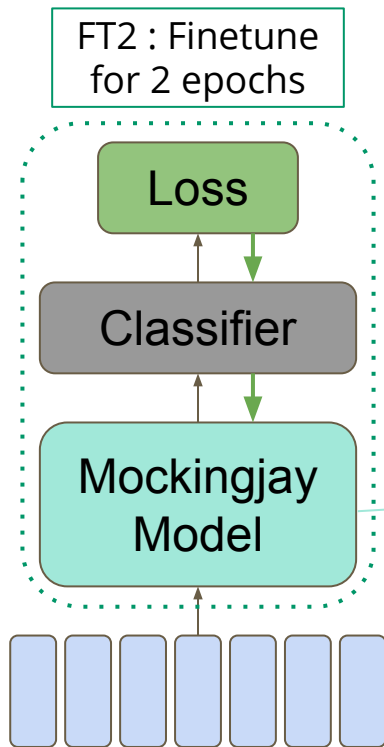 FT2 : Finetune
for 2 epochs
Loss
Classifier
Mockingjay
Model